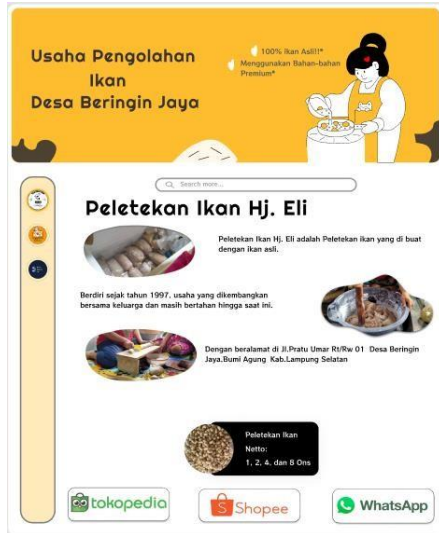 Usaha Pengolahan
Ikan
Desa Beringin Jaya
100% Ikan Asli!!*
Menggunakan Bahan-bahan
Premium*
Search more...
Peletekan Ikan Hj. Eli
Peletekan Ikan Hj. Eli adalah Peletekan ikan yang di buat
dengan ikan asli.
Berdiri sejak tahun 1997, usaha yang dikembangkan
bersama keluarga dan masih bertahan hingga saat ini.
Dengan beralamat di Jl.Pratu Umar Rt/Rw 01 Desa Beringin
Jaya,Bumi Agung Kab.Lampung Selatan
Peletekan Ikan
Netto:
1, 2, 4, dan 8 Ons
tokopedia
Shopee
WhatsApp